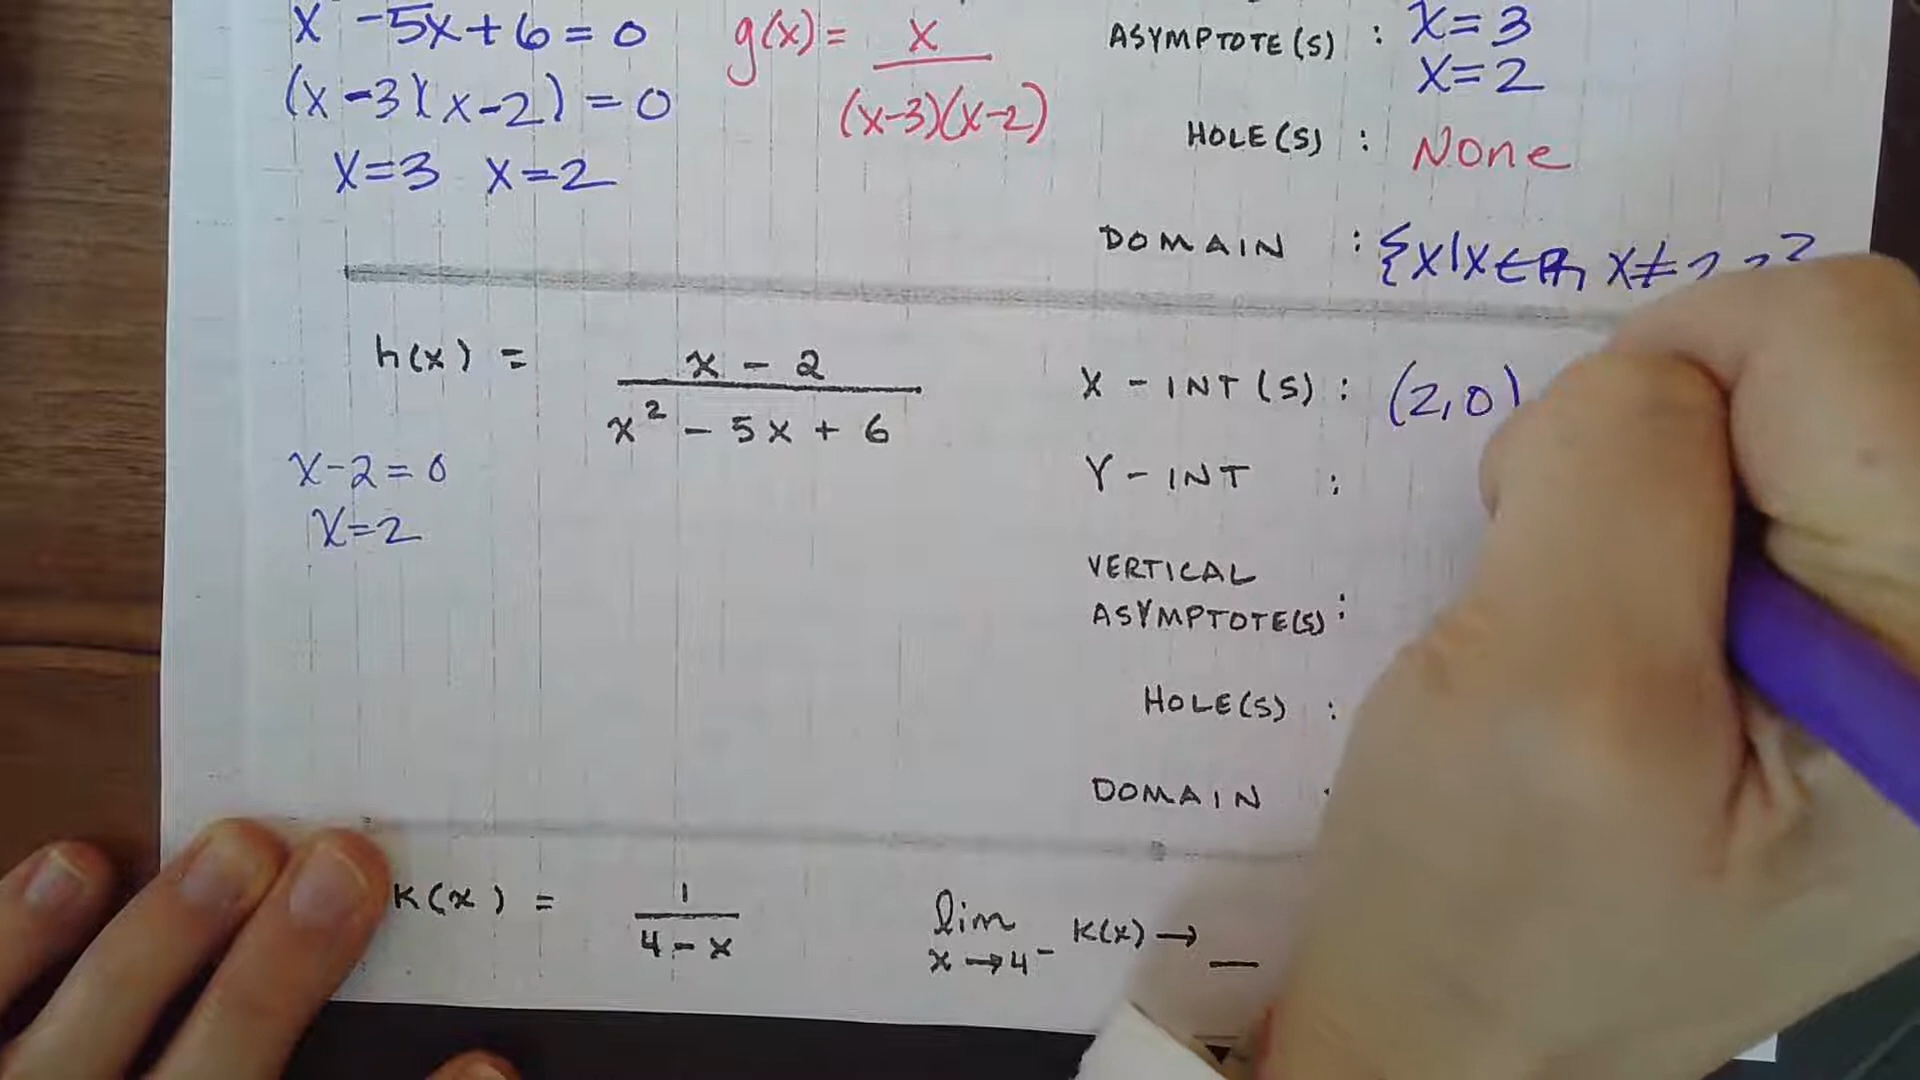 x - 5x + 6 = 0
(x - 3)(x - 2) = 0
x = 3 x = 2
g(x) = x / (x-3)(x-2)
ASYMPTOTE(S) : x = 3
x = 2
HOLE(S) : None
DOMAIN : {x|x∈R, x≠
h(x) = x - 2 / x² - 5x + 6
x - 2 = 0
x = 2
X - INT(S) : (2,0)
Y - INT :
VERTICAL
ASYMPTOTE(S) :
HOLE(S) :
DOMAIN :
K(x) = 1 / 4 - x
lim x→4⁻ K(x) → __